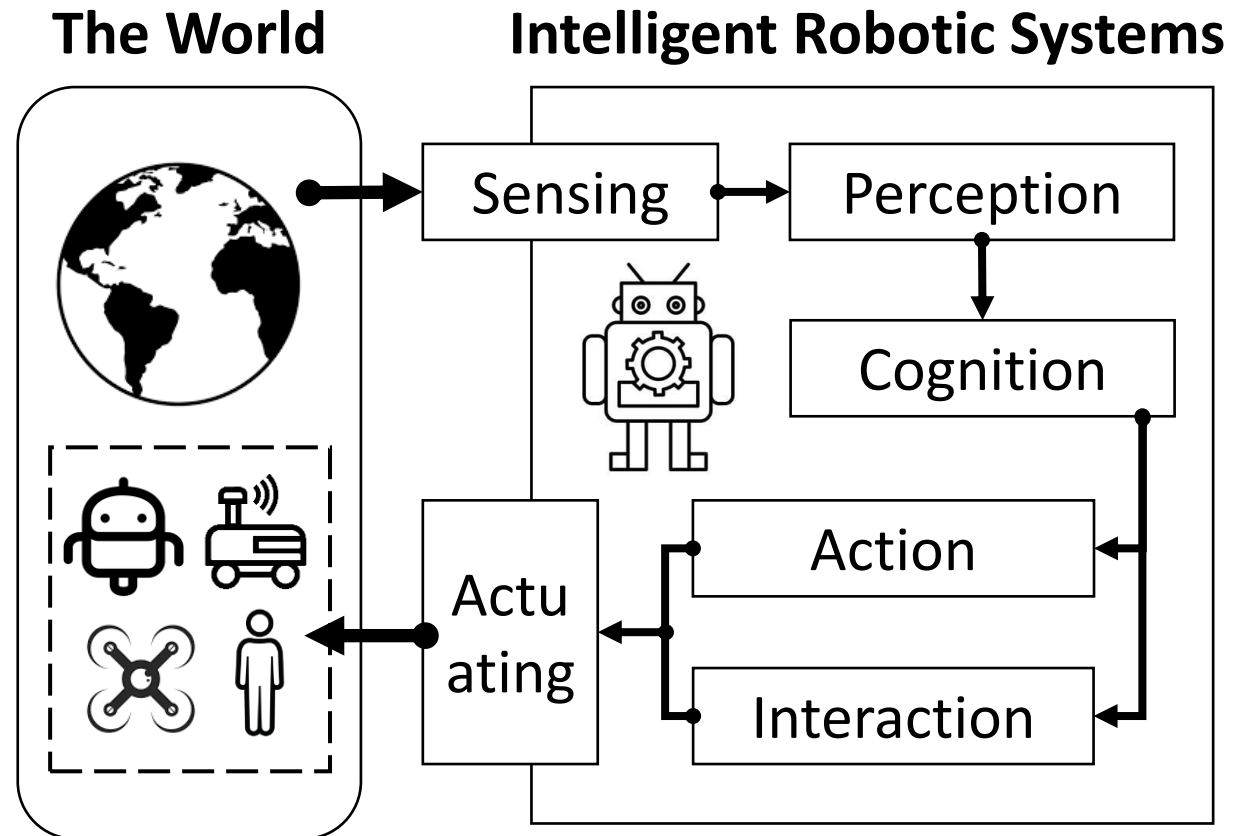 The World
Intelligent Robotic Systems
Sensing
Perception
Cognition
Action
Actu
ating
Interaction